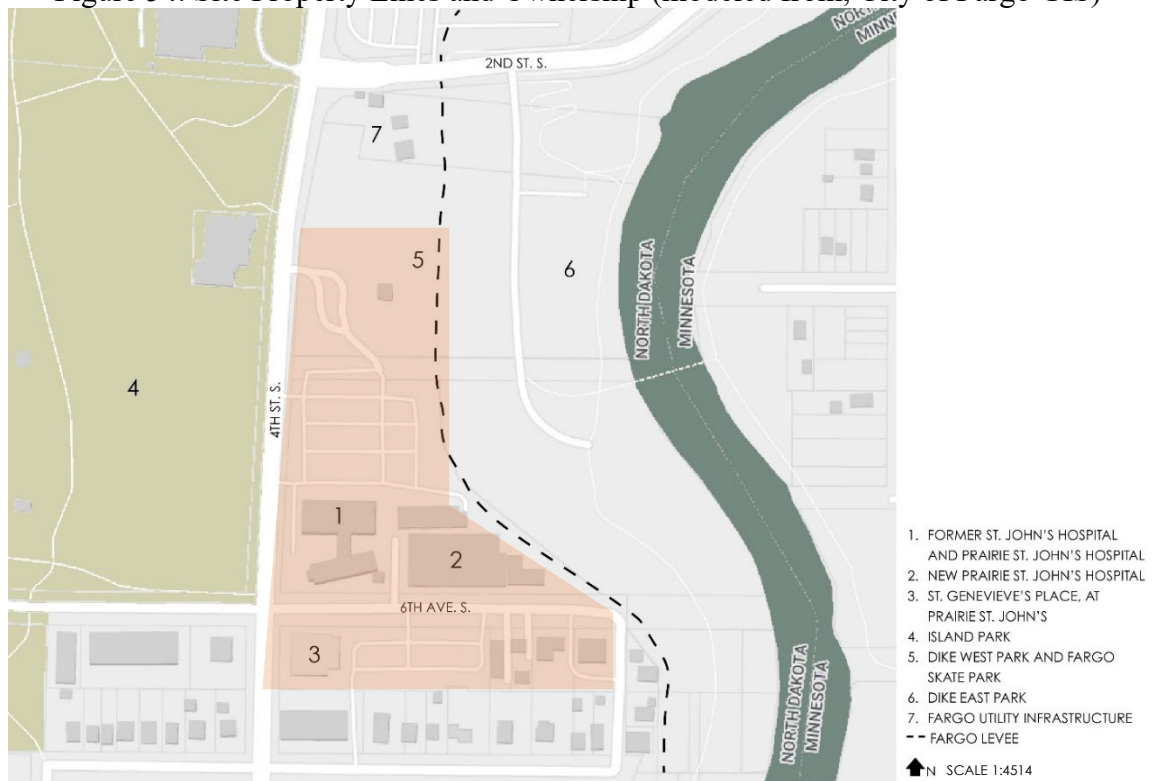 2ND ST. S.
NORTH DAKOTA
MINNESOTA
7
5
6
NORTH DAKOTA
MINNESOTA
4
4TH ST. S.
1
2
6TH AVE. S.
3
NORTH DAKOTA
MINNESOTA
1. FORMER ST. JOHN'S HOSPITAL
AND PRAIRIE ST. JOHN'S HOSPITAL
2. NEW PRAIRIE ST. JOHN'S HOSPITAL
3. ST. GENEVIEVE'S PLACE, AT
PRAIRIE ST. JOHN'S
4. ISLAND PARK
5. DIKE WEST PARK AND FARGO
SKATE PARK
6. DIKE EAST PARK
7. FARGO UTILITY INFRASTRUCTURE
FARGO LEVEE
N SCALE 1:4514